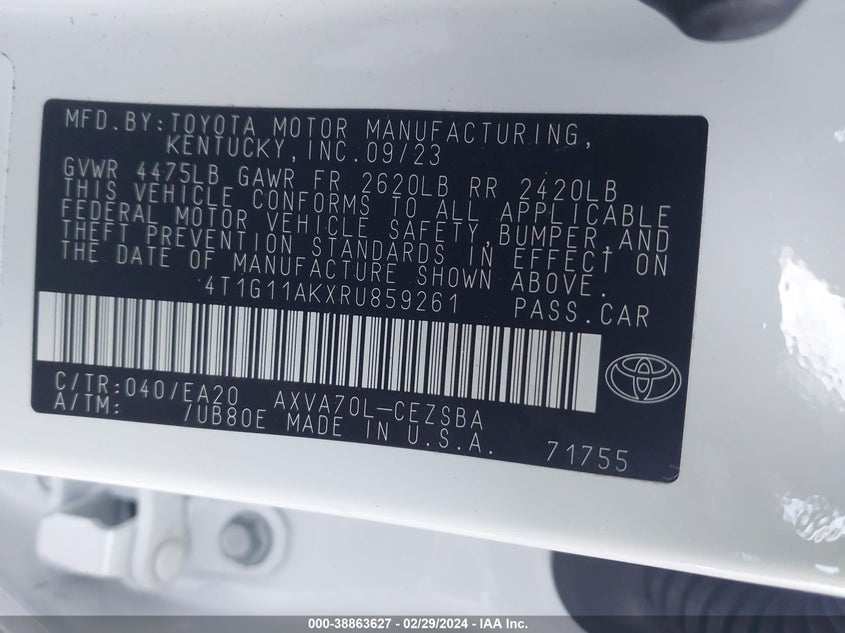 MFD.BY:TOYOTA MOTOR MANUFACTURING,
KENTUCKY,INC.09/23
GVWR 4475LB GAWR FR 2620LB RR 2420LB
THIS VEHICLE CONFORMS TO ALL APPLICABLE
FEDERAL MOTOR VEHICLE SAFETY,BUMPER,AND
THEFT PREVENTION STANDARDS IN EFFECT ON
THE DATE OF MANUFACTURE SHOWN ABOVE.
4T1G11AKXRU859261 PASS.CAR
C/TR:040/EA20 AXVA70L-CEZSBA
A/TM: /UB80E MADE IN U.S.A. 71755
000-38863627 - 02/29/2024 - IAA Inc.